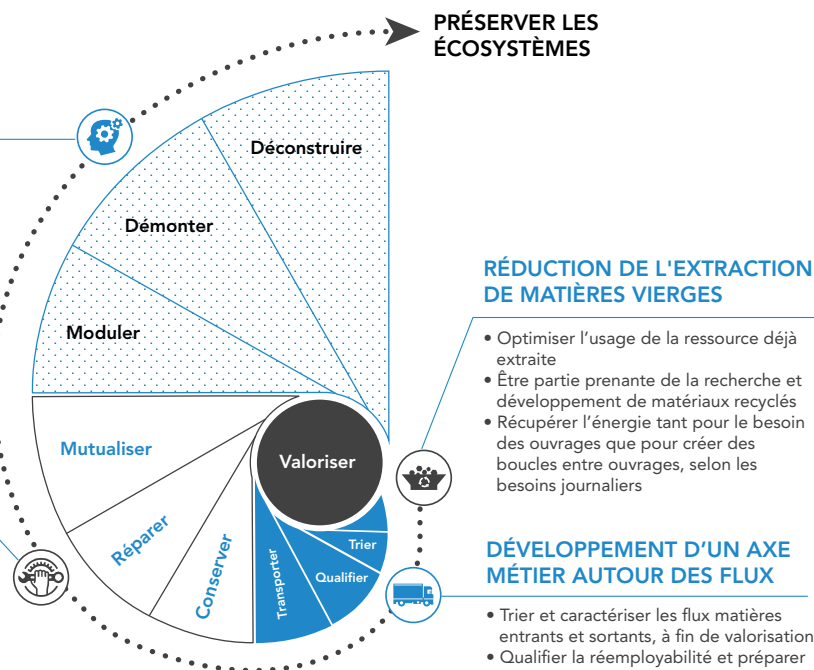 PRÉSERVER LES
ÉCOSYSTÈMES
Déconstruire
Démonter
Moduler
Mutualiser
Réparer
Conserver
Transporter
Qualifier
Trier
Valoriser
RÉDUCTION DE L'EXTRACTION
DE MATIÈRES VIERGES
• Optimiser l’usage de la ressource déjà
extraite
• Être partie prenante de la recherche et
développement de matériaux recyclés
• Récupérer l’énergie tant pour le besoin
des ouvrages que pour créer des
boucles entre ouvrages, selon les
besoins journaliers
DÉVELOPPEMENT D’UN AXE
MÉTIER AUTOUR DES FLUX
• Trier et caractériser les flux matières
entrants et sortants, à fin de valorisation
• Qualifier la réemployabilité et préparer